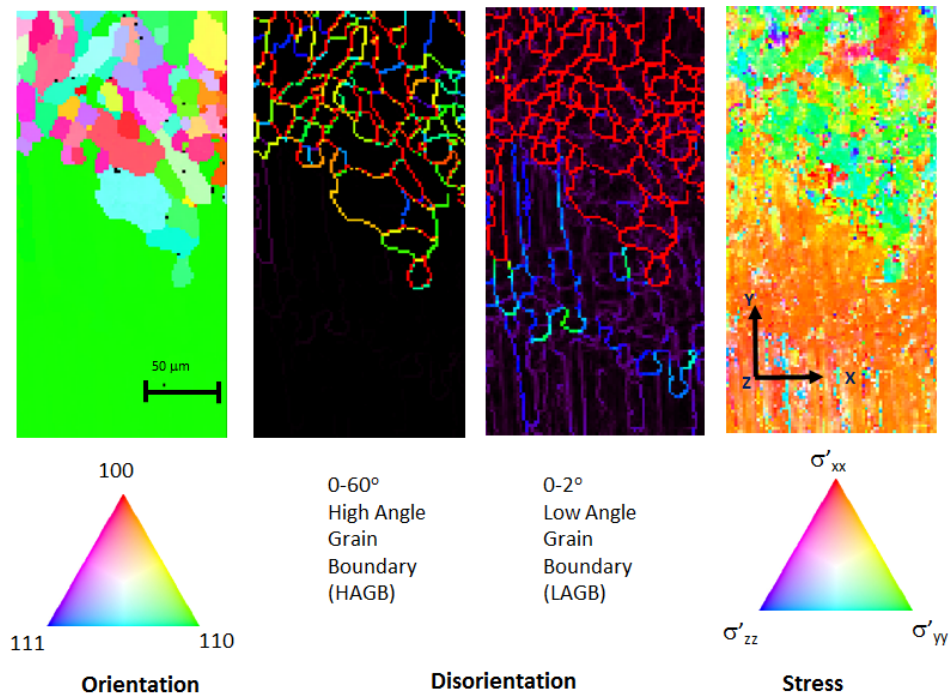 50 μm
Y
Z
X
100
111
110
0-60°
High Angle
Grain
Boundary
(HAGB)
0-2°
Low Angle
Grain
Boundary
(LAGB)
σ'xx
σ'zz
σ'yy
Orientation
Disorientation
Stress